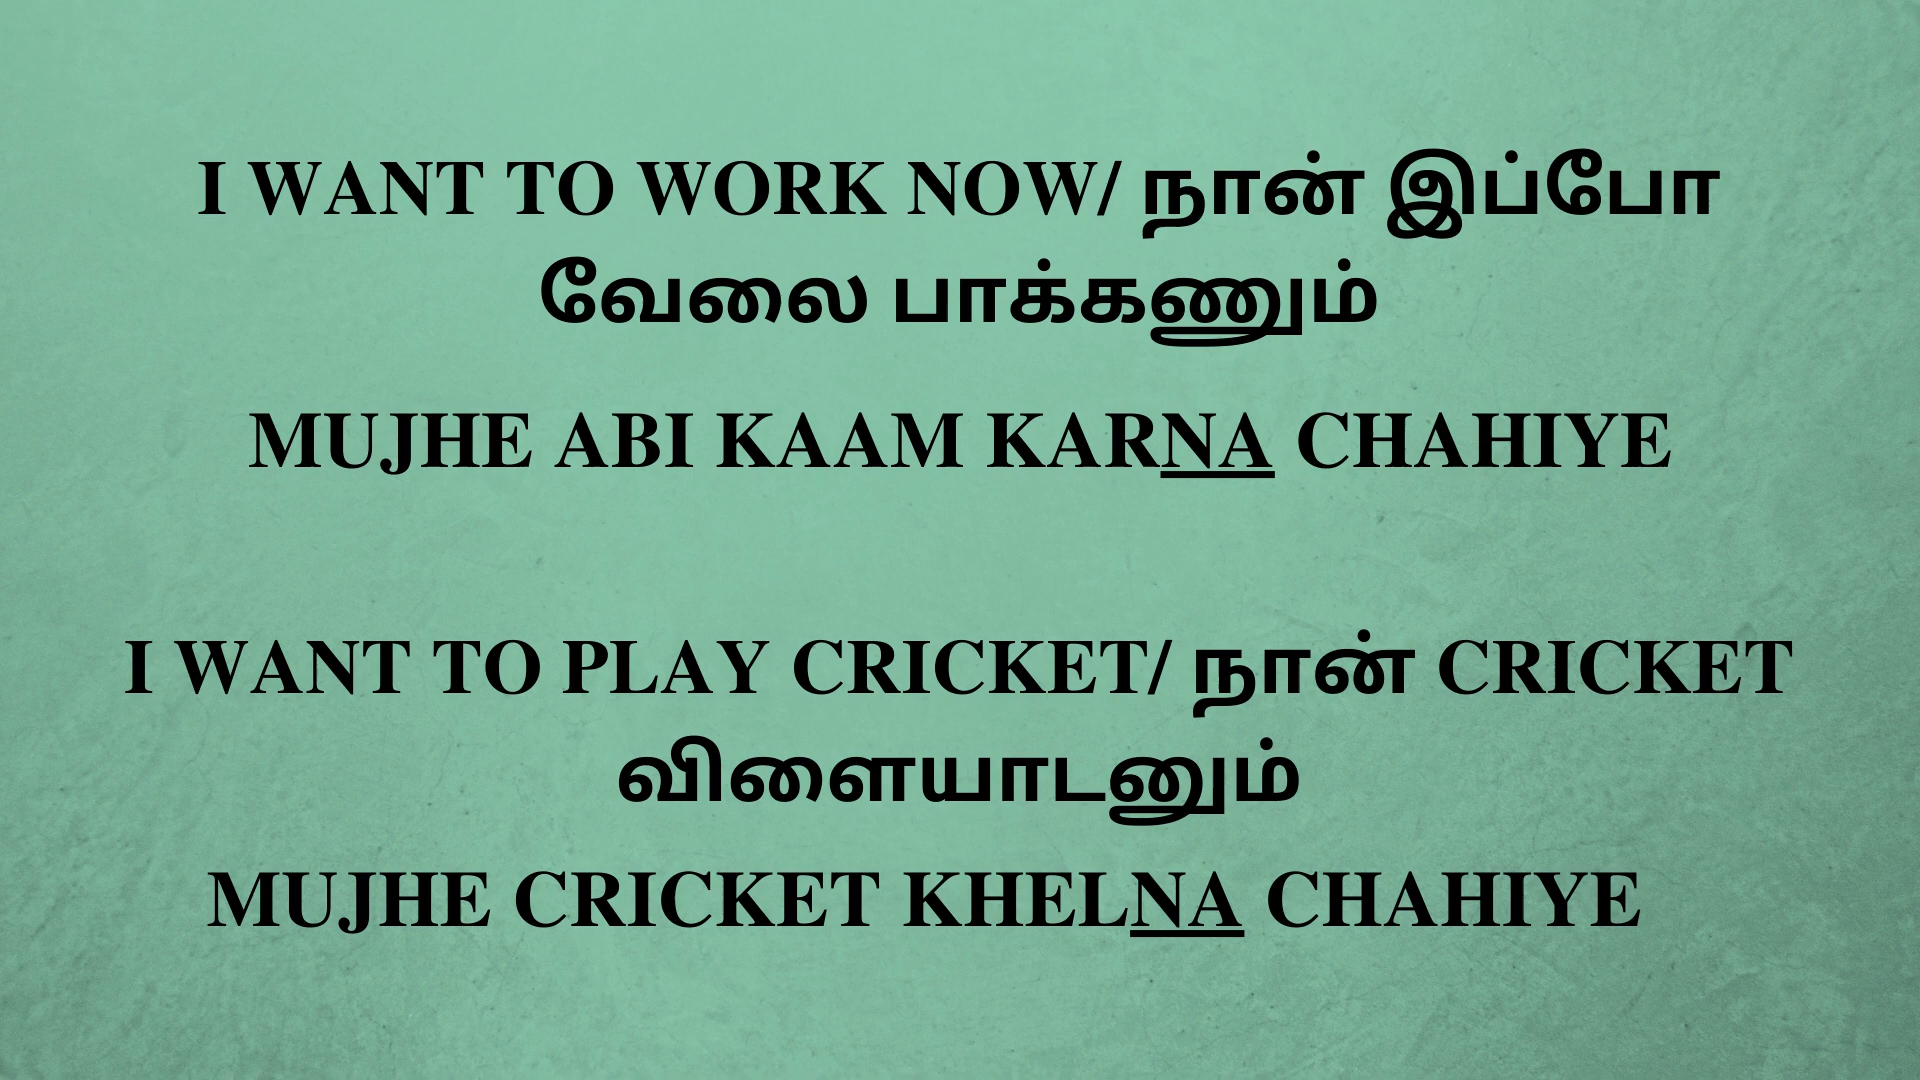 I WANT TO WORK NOW/ நான் இப்போ
வேலை பாக்கணும்
MUJHE ABI KAAM KARNA CHAHIYE
I WANT TO PLAY CRICKET/ நான் CRICKET
விளையாடனும்
MUJHE CRICKET KHELNA CHAHIYE